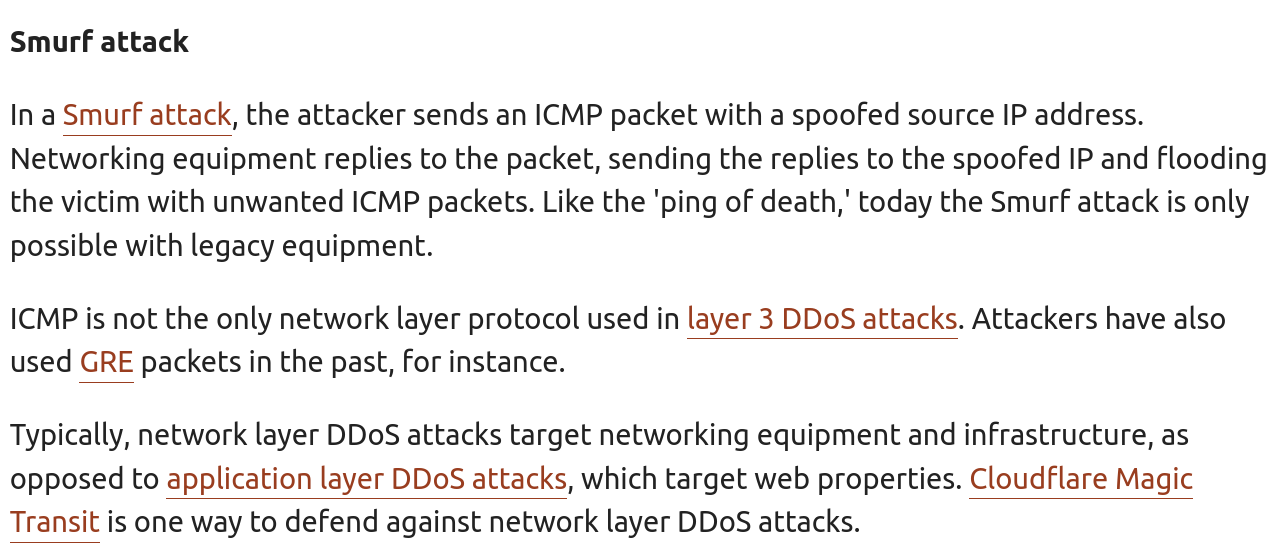 Smurf attack
In a Smurf attack, the attacker sends an ICMP packet with a spoofed source IP address.
Networking equipment replies to the packet, sending the replies to the spoofed IP and flooding
the victim with unwanted ICMP packets. Like the 'ping of death,' today the Smurf attack is only
possible with legacy equipment.
ICMP is not the only network layer protocol used in layer 3 DDoS attacks. Attackers have also
used GRE packets in the past, for instance.
Typically, network layer DDoS attacks target networking equipment and infrastructure, as
opposed to application layer DDoS attacks, which target web properties. Cloudflare Magic
Transit is one way to defend against network layer DDoS attacks.